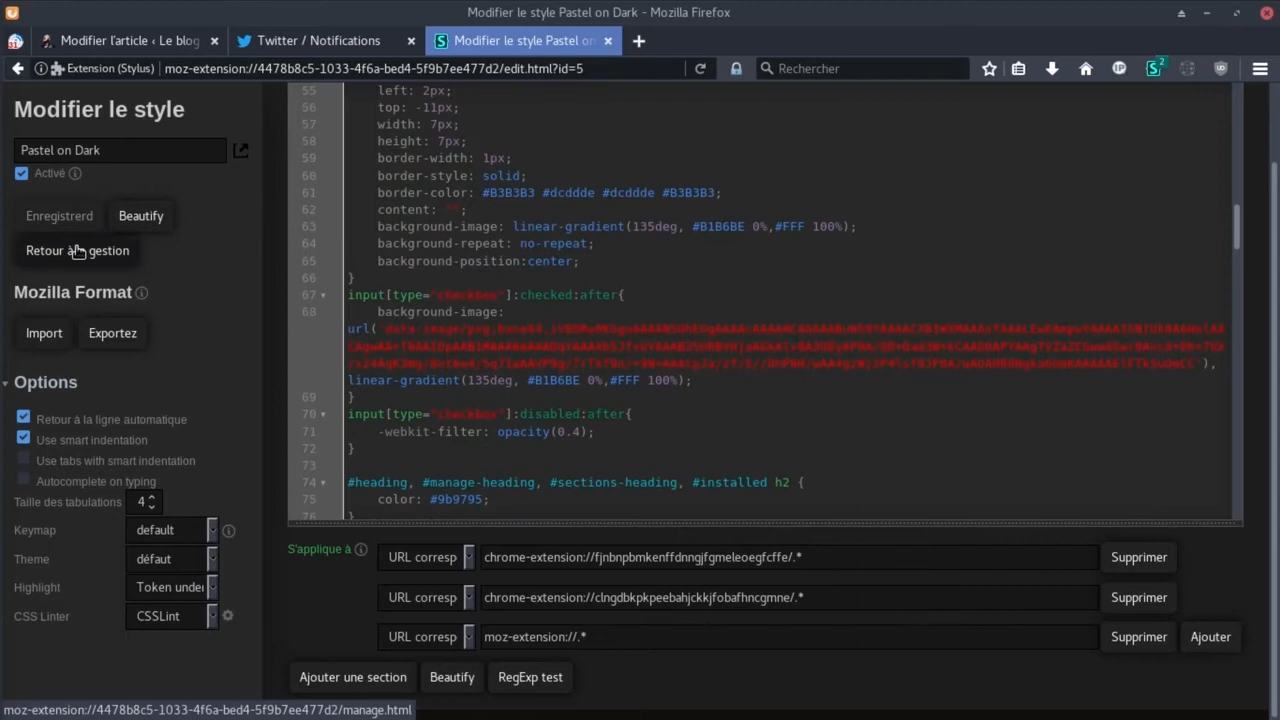 Modifier le style Pastel on Dark - Mozilla Firefox
31 Modifier l'article ‹ Le blog × Twitter / Notifications × S Modifier le style Pastel on × +
Extension (Stylus) moz-extension://4478b8c5-1033-4f6a-bed4-5f9b7ee477d2/edit.html?id=5 Rechercher S 2
Modifier le style
Pastel on Dark
Activé
Enregistrerd Beautify
Retour à gestion
Mozilla Format
Import Exportez
Options
Retour à la ligne automatique
Use smart indentation
Use tabs with smart indentation
Autocomplete on typing
Taille des tabulations 4
Keymap default
Theme défaut
Highlight Token under
CSS Linter CSSLint
55 left: 2px;
56 top: -11px;
57 width: 7px;
58 height: 7px;
59 border-width: 1px;
60 border-style: solid;
61 border-color: #B3B3B3 #dcddde #dcddde #B3B3B3;
62 content: "";
63 background-image: linear-gradient(135deg, #B1B6BE 0%,#FFF 100%);
64 background-repeat: no-repeat;
65 background-position:center;
66 }
67 input[type="checkbox"]:checked:after{
68 background-image:
url('
'),
linear-gradient(135deg, #B1B6BE 0%,#FFF 100%);
69 }
70 input[type="checkbox"]:disabled:after{
71 -webkit-filter: opacity(0.4);
72 }
73
74 #heading, #manage-heading, #sections-heading, #installed h2 {
75 color: #9b9795;
76 }
S'applique à
URL corresp chrome-extension://fjnbnpbmkenffdnngjfgmeleoegfcffe/.* Supprimer
URL corresp chrome-extension://clngdbkpkpeebahjckkjfobafhncgmne/.* Supprimer
URL corresp moz-extension://.* Supprimer Ajouter
Ajouter une section Beautify RegExp test
moz-extension://4478b8c5-1033-4f6a-bed4-5f9b7ee477d2/manage.html